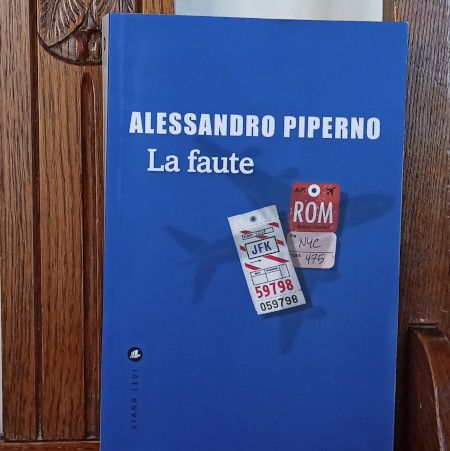 ALESSANDRO PIPERNO
La faute
ROM
NYC
475
JFK
59798
059798
LIANA LEVI